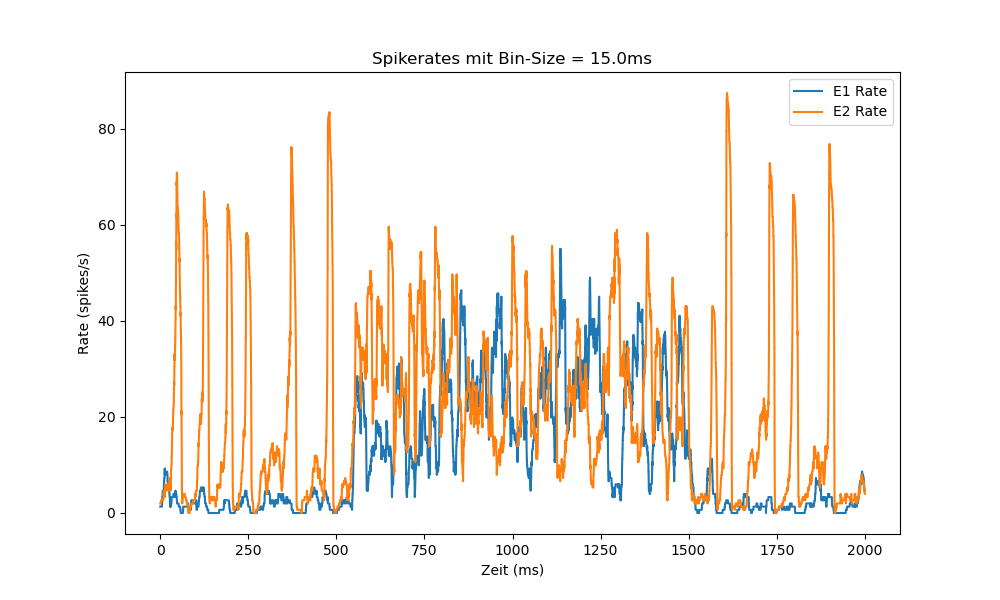 Spikerates mit Bin-Size = 15.0ms
E1 Rate
E2 Rate
80
60
40
20
0
Rate (spikes/s)
0 250 500 750 1000 1250 1500 1750 2000
Zeit (ms)